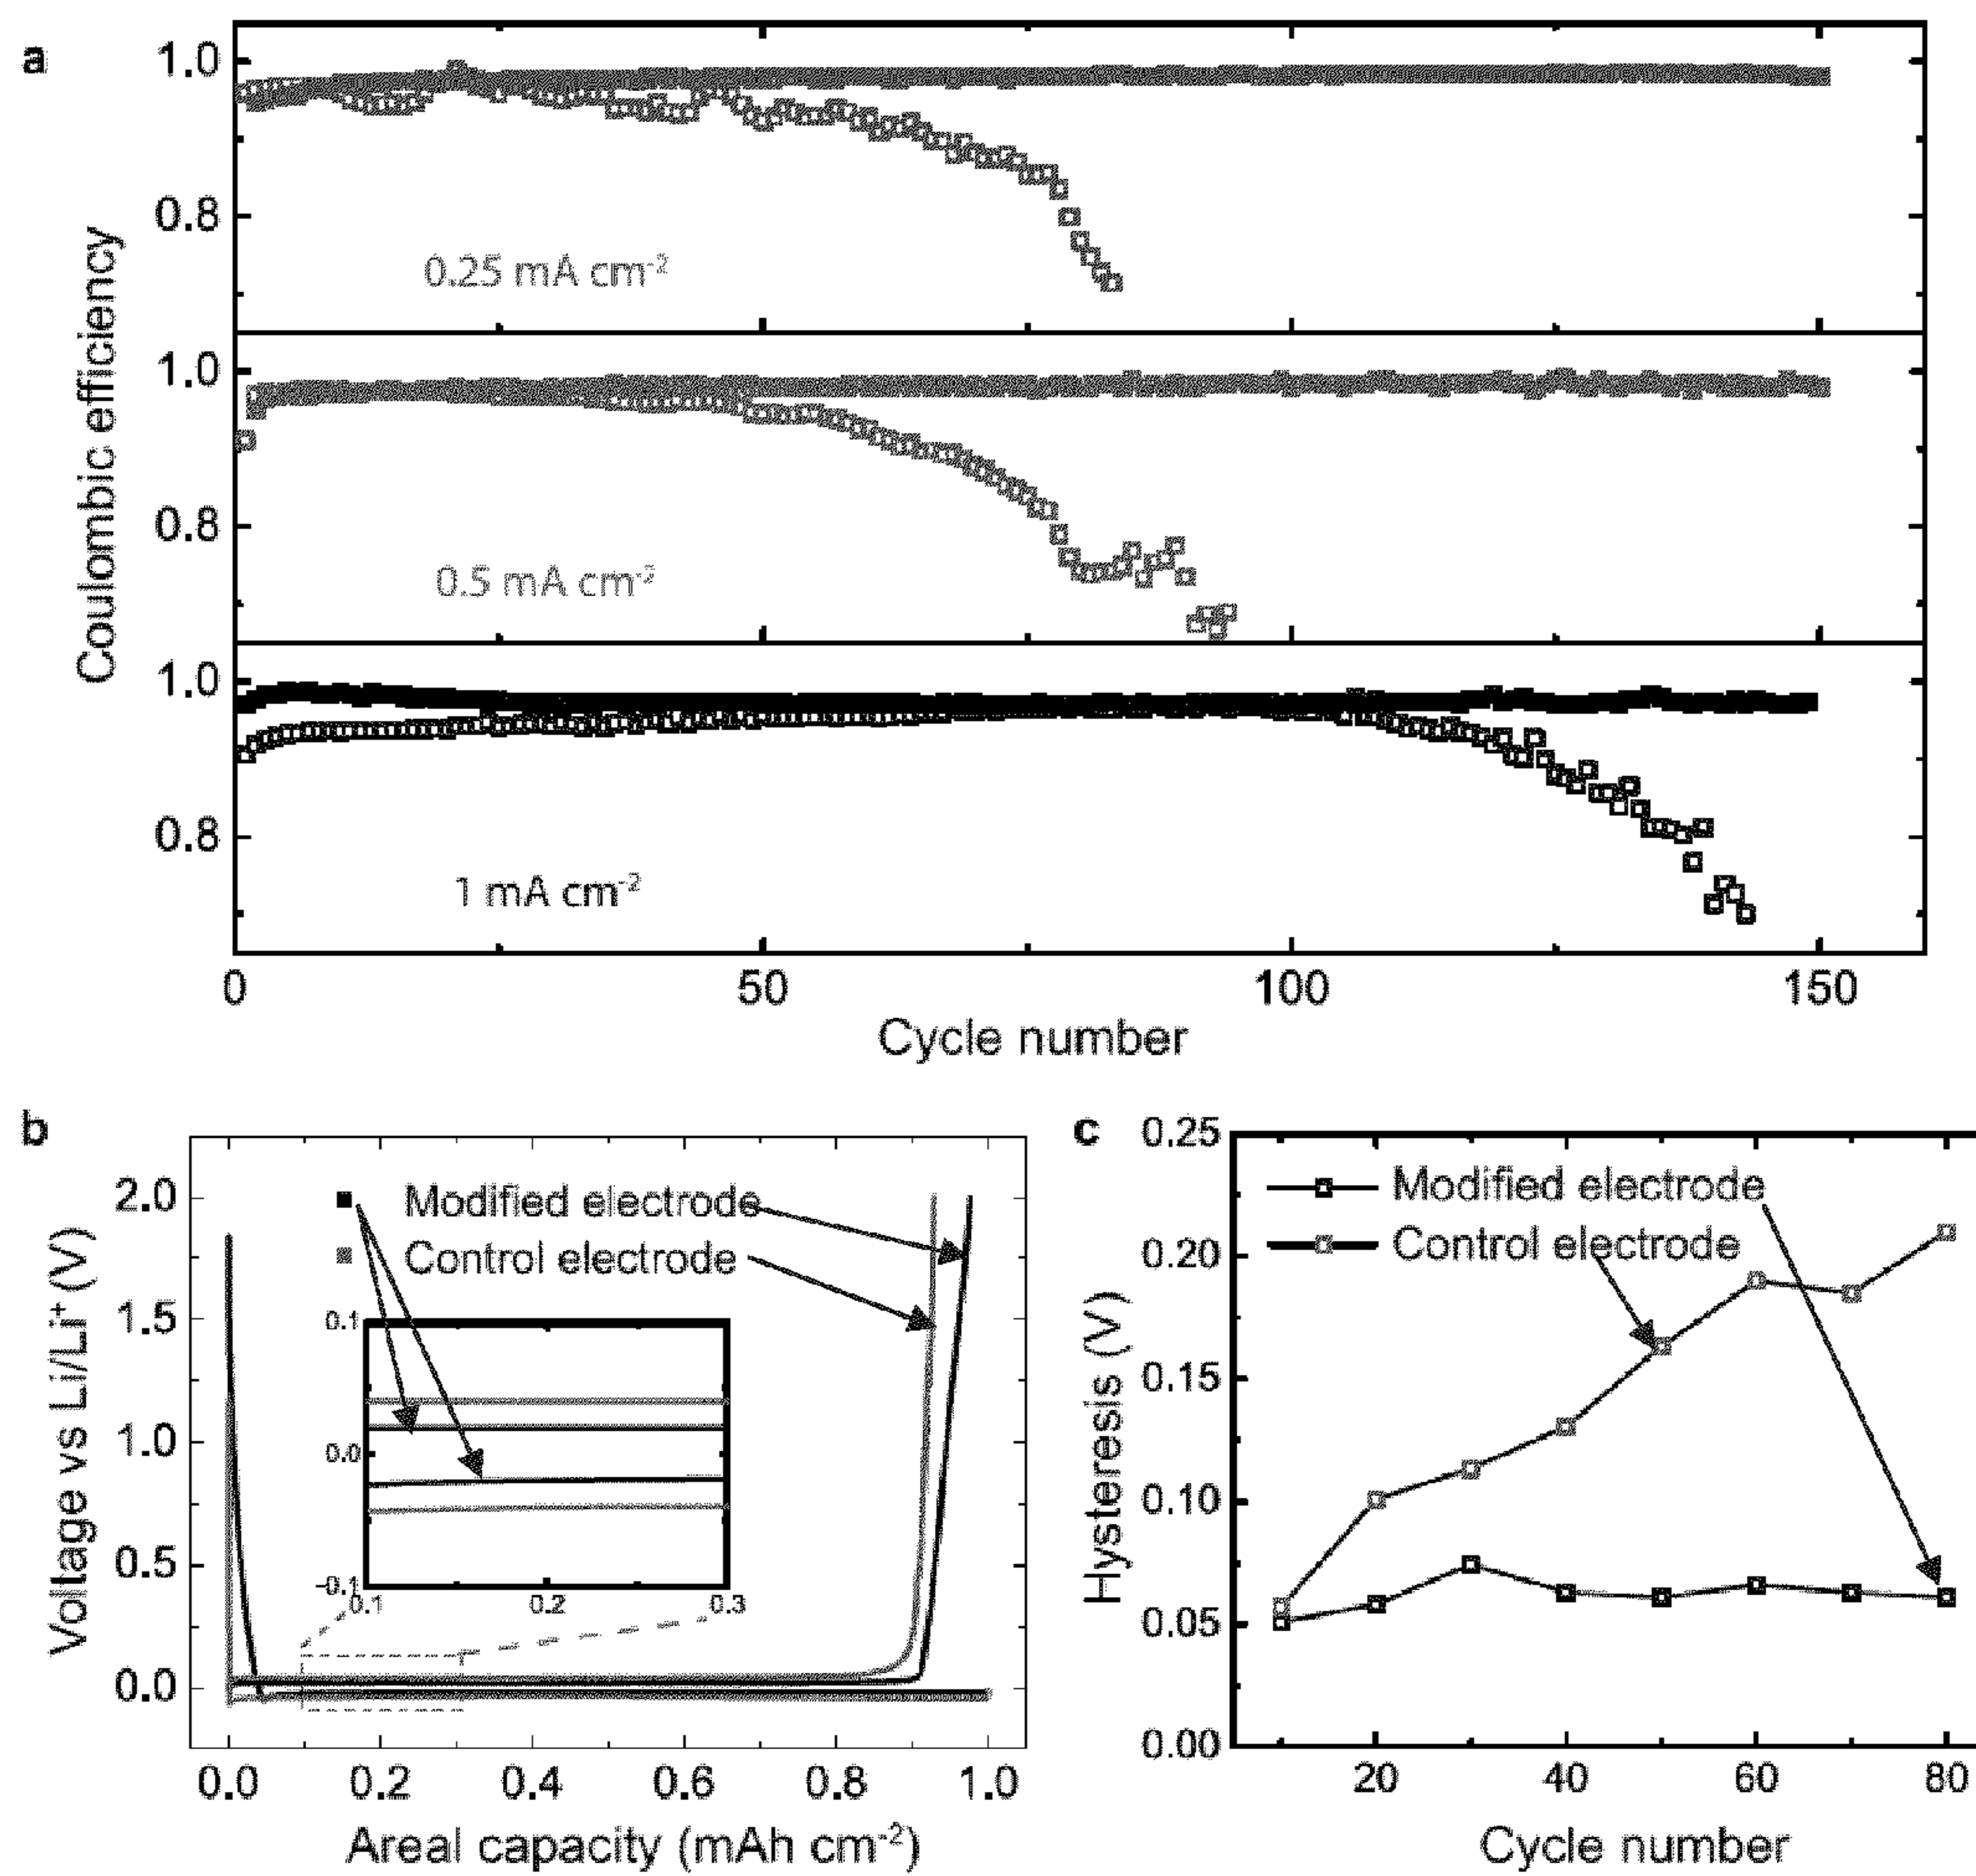 a
1.0
0.8
0.25 mA cm-2
1.0
0.8
0.5 mA cm-2
1.0
0.8
1 mA cm-2
Coulombic efficiency
0 50 100 150
Cycle number
b
2.0
1.5
1.0
0.5
0.0
Voltage vs Li/Li+ (V)
Modified electrode
Control electrode
0.1
0.0
-0.1
0.1 0.2 0.3
0.0 0.2 0.4 0.6 0.8 1.0
Areal capacity (mAh cm-2)
c
0.25
0.20
0.15
0.10
0.05
0.00
Hysteresis (V)
Modified electrode
Control electrode
20 40 60 80
Cycle number